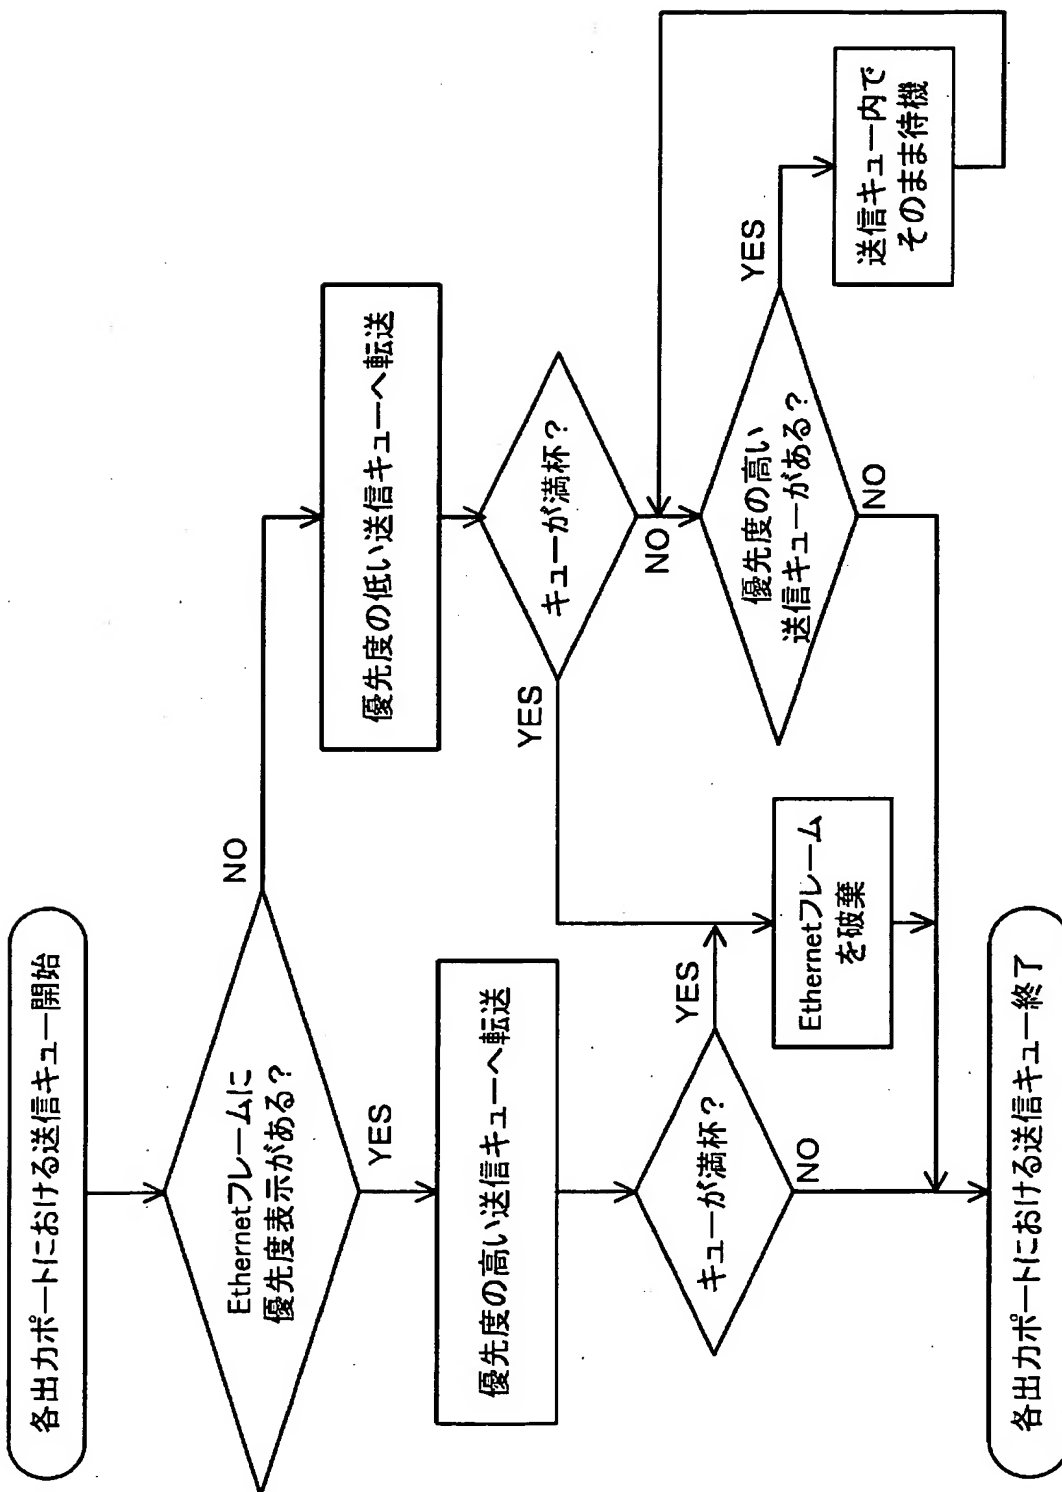 各出力ポートにおける送信キュー開始
Ethernetフレームに
優先度表示がある？
NO
YES
優先度の低い送信キューへ転送
優先度の高い送信キューへ転送
キューが満杯？
YES
NO
キューが満杯？
YES
NO
優先度の高い
送信キューがある？
YES
NO
送信キュー内で
そのまま待機
Ethernetフレーム
を破棄
各出力ポートにおける送信キュー終了